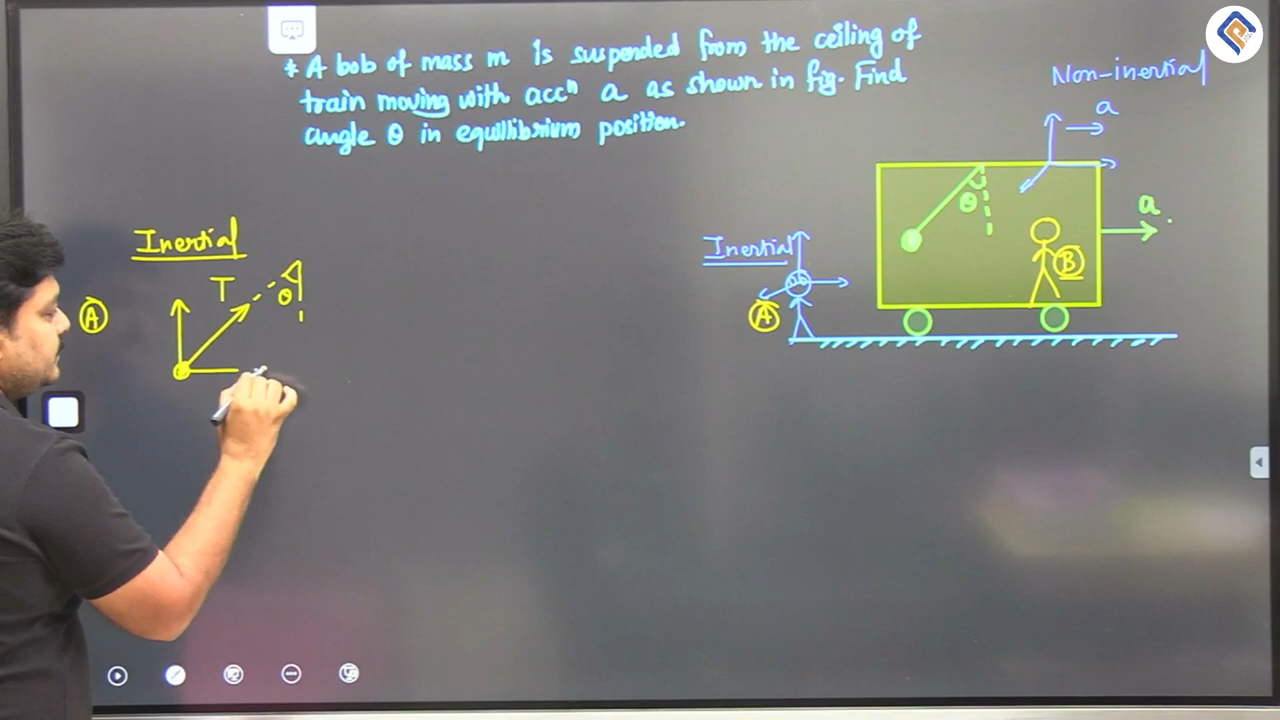 * A bob of mass m is suspended from the ceiling of
train moving with accⁿ a as shown in fig. Find
angle θ in equillibrium position.
Non-inertial
a
θ
a
Inertial
B
A
Inertial
T
θ
A